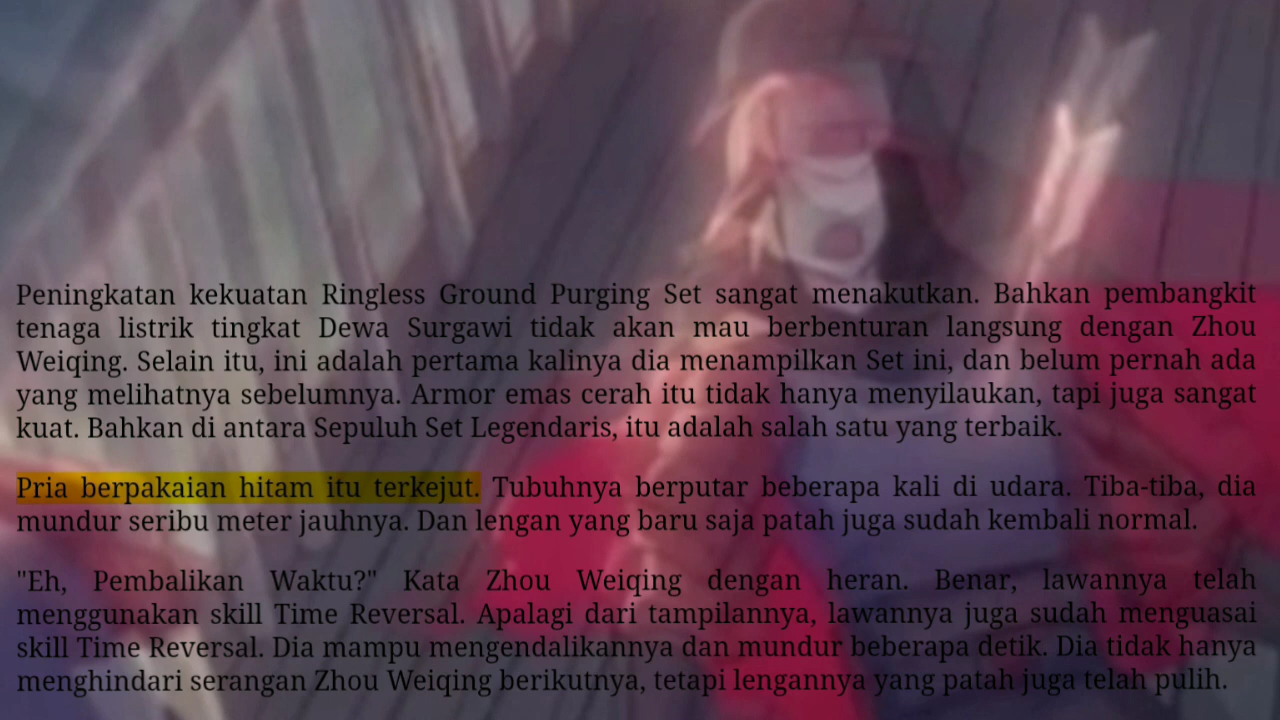 Peningkatan kekuatan Ringless Ground Purging Set sangat menakutkan. Bahkan pembangkit
tenaga listrik tingkat Dewa Surgawi tidak akan mau berbenturan langsung dengan Zhou
Weiqing. Selain itu, ini adalah pertama kalinya dia menampilkan Set ini, dan belum pernah ada
yang melihatnya sebelumnya. Armor emas cerah itu tidak hanya menyilaukan, tapi juga sangat
kuat. Bahkan di antara Sepuluh Set Legendaris, itu adalah salah satu yang terbaik.
Pria berpakaian hitam itu terkejut. Tubuhnya berputar beberapa kali di udara. Tiba-tiba, dia
mundur seribu meter jauhnya. Dan lengan yang baru saja patah juga sudah kembali normal.
"Eh, Pembalikan Waktu?" Kata Zhou Weiqing dengan heran. Benar, lawannya telah
menggunakan skill Time Reversal. Apalagi dari tampilannya, lawannya juga sudah menguasai
skill Time Reversal. Dia mampu mengendalikannya dan mundur beberapa detik. Dia tidak hanya
menghindari serangan Zhou Weiqing berikutnya, tetapi lengannya yang patah juga telah pulih.